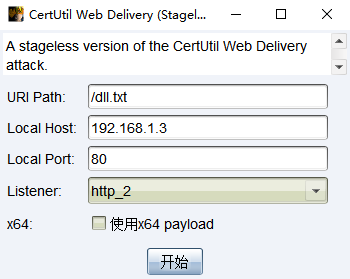 CertUtil Web Delivery (Stagel...
A stageless version of the CertUtil Web Delivery
attack.
URI Path: /dll.txt
Local Host: 192.168.1.3
Local Port: 80
Listener: http_2
x64: 使用x64 payload
开始